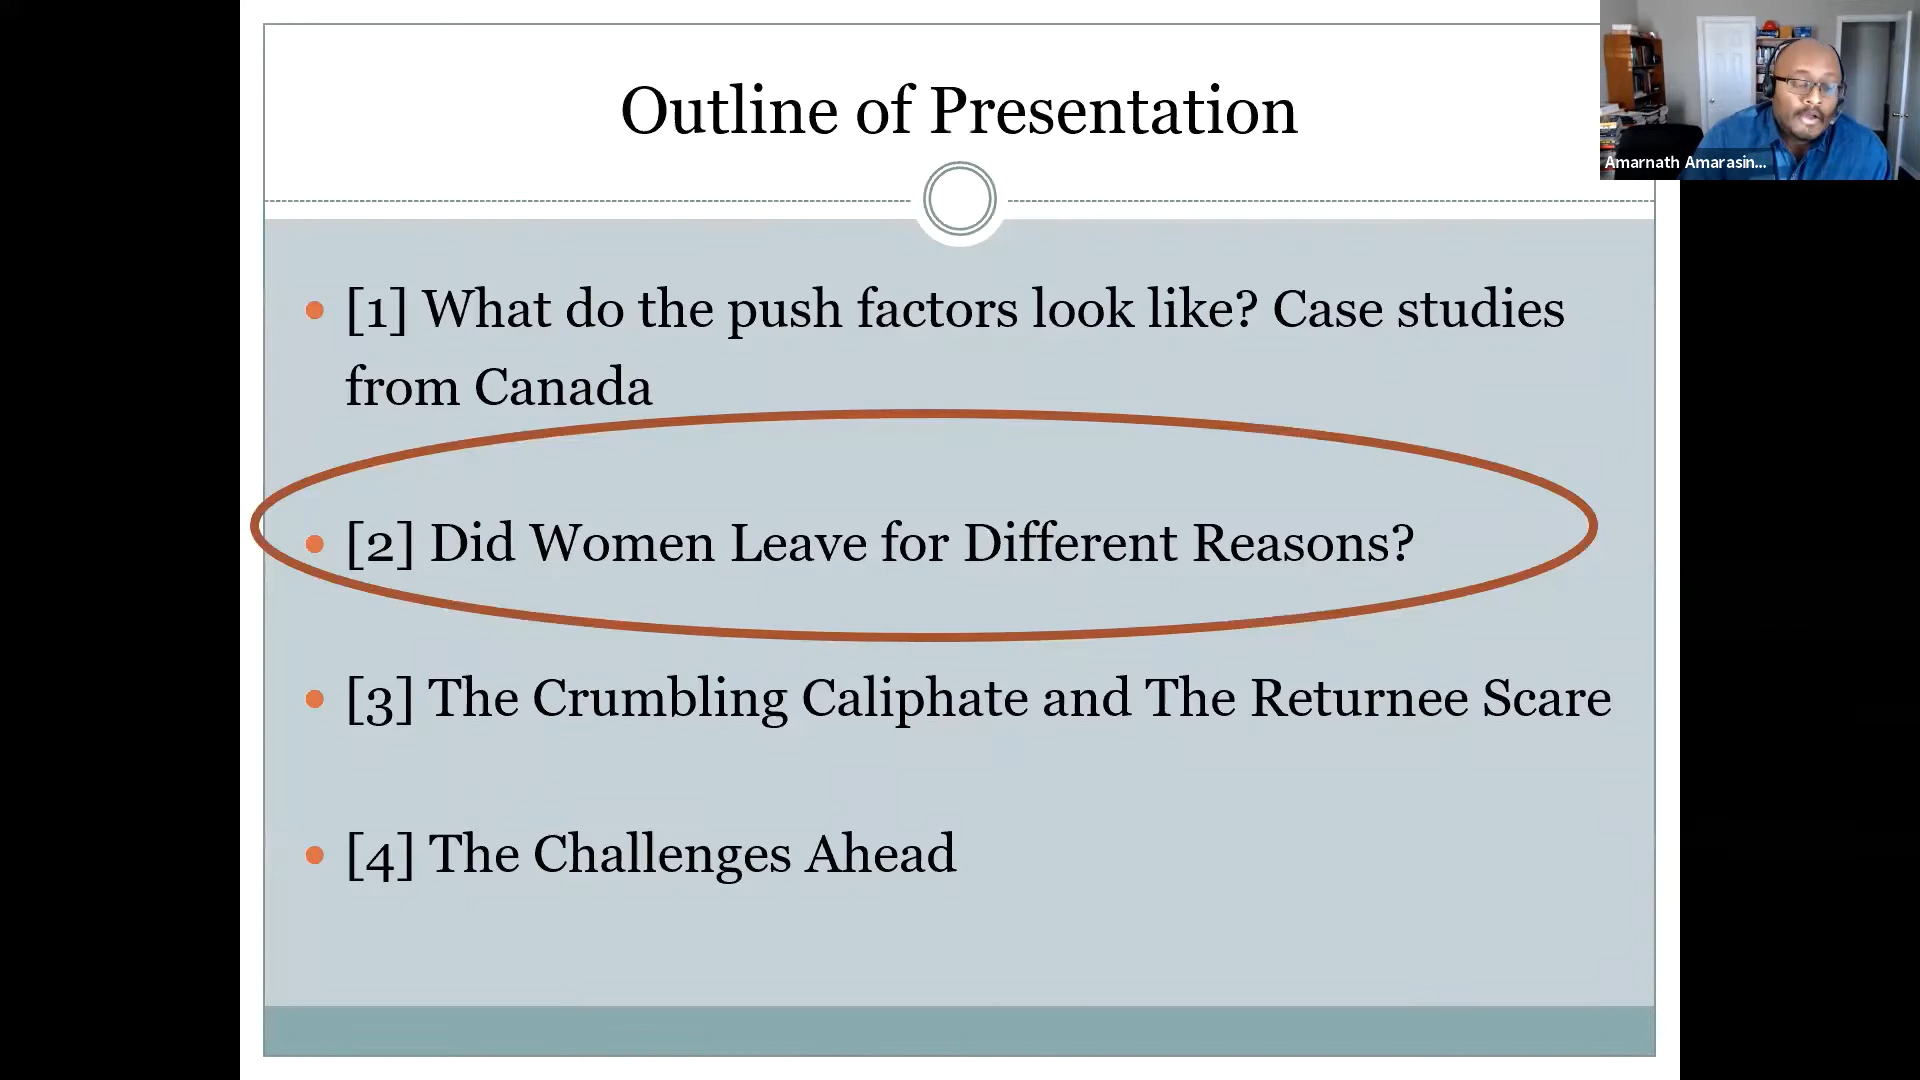 Outline of Presentation
Amarnath Amarasin...
[1] What do the push factors look like? Case studies
from Canada
[2] Did Women Leave for Different Reasons?
[3] The Crumbling Caliphate and The Returnee Scare
[4] The Challenges Ahead